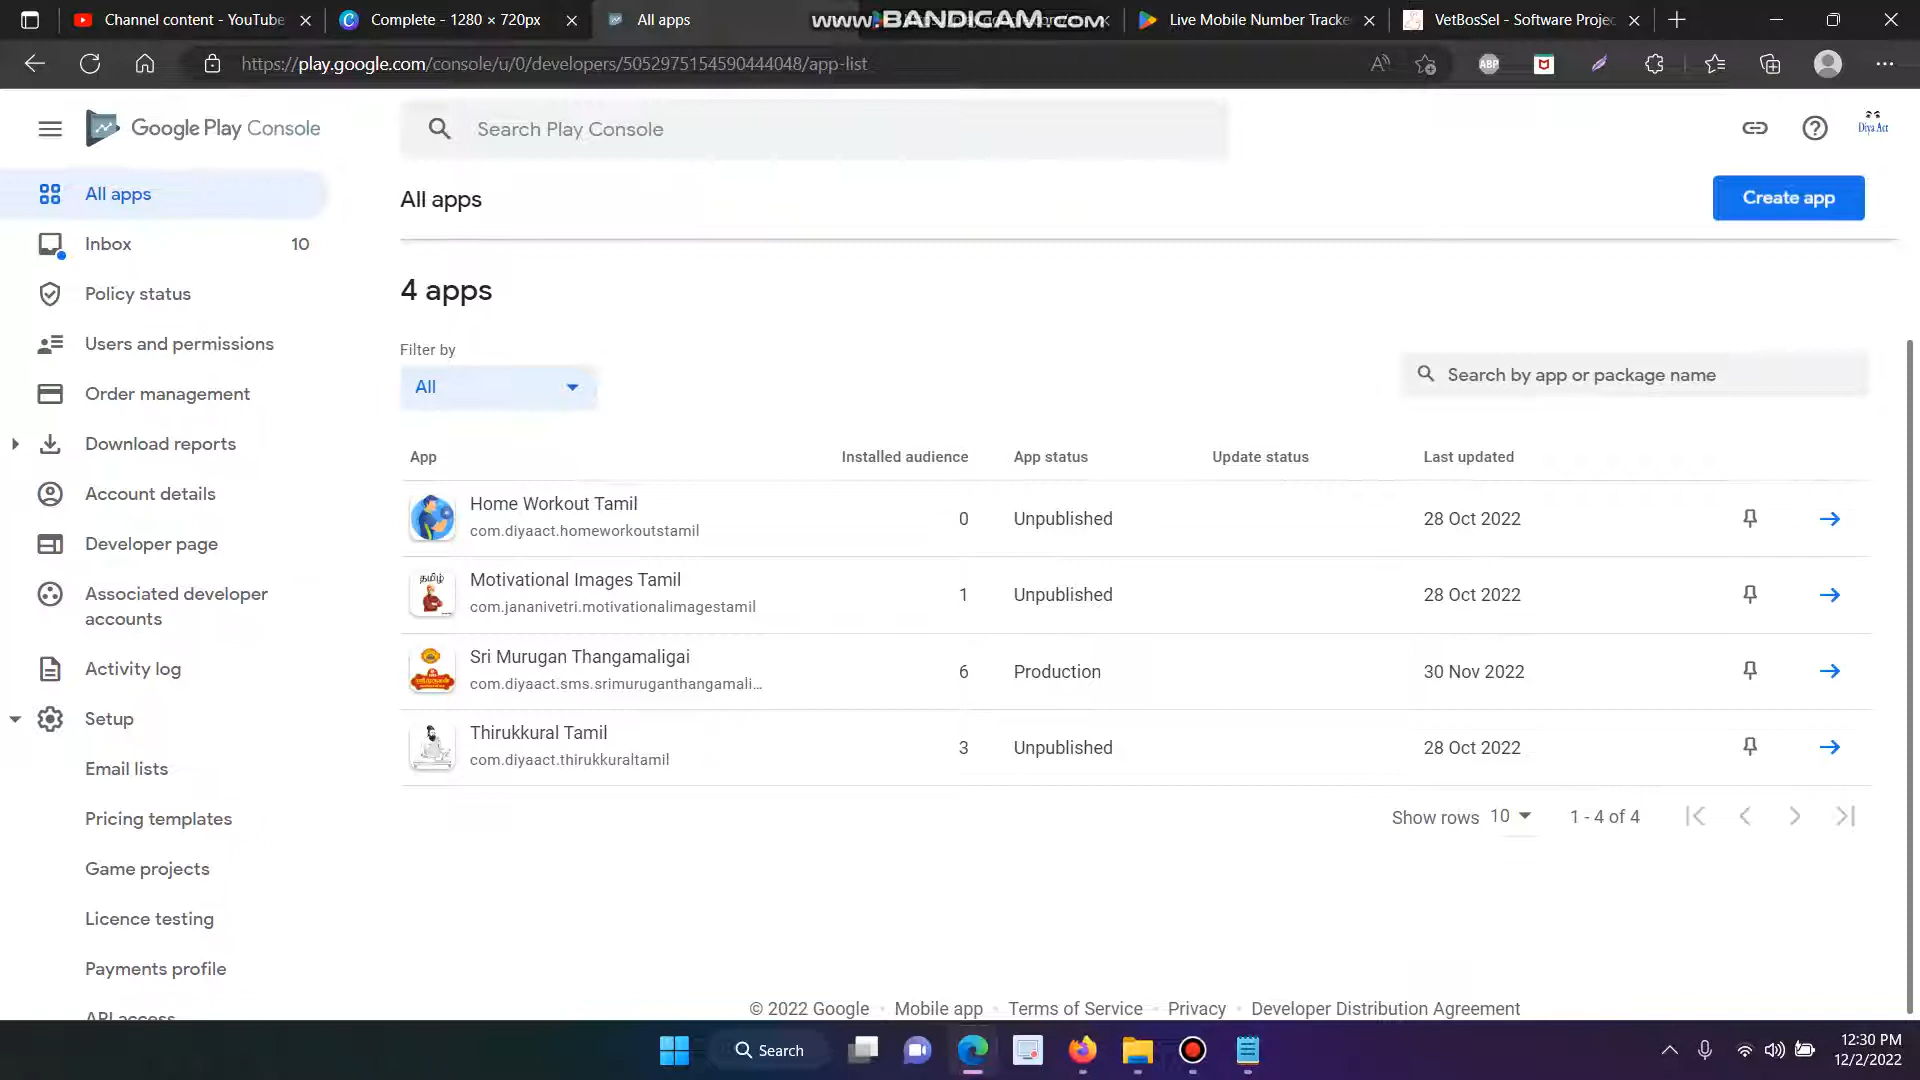 Channel content - YouTube
Complete - 1280 × 720px
All apps
www.BANDICAM.COM
Live Mobile Number Tracke
VetBosSel - Software Projec
https://play.google.com/console/u/0/developers/5052975154590444048/app-list
ABP
Google Play Console
Search Play Console
Diya Act
All apps
Inbox
10
Policy status
Users and permissions
Order management
Download reports
Account details
Developer page
Associated developer
accounts
Activity log
Setup
Email lists
Pricing templates
Game projects
Licence testing
Payments profile
API access
All apps
Create app
4 apps
Filter by
All
Search by app or package name
App
Installed audience
App status
Update status
Last updated
Home Workout Tamil
com.diyaact.homeworkoutstamil
0
Unpublished
28 Oct 2022
தமிழ்
Motivational Images Tamil
com.jananivetri.motivationalimagestamil
1
Unpublished
28 Oct 2022
Sri Murugan Thangamaligai
com.diyaact.sms.srimuruganthangamali...
6
Production
30 Nov 2022
Thirukkural Tamil
com.diyaact.thirukkuraltamil
3
Unpublished
28 Oct 2022
Show rows
10
1 - 4 of 4
© 2022 Google
Mobile app
Terms of Service
Privacy
Developer Distribution Agreement
Search
12:30 PM
12/2/2022